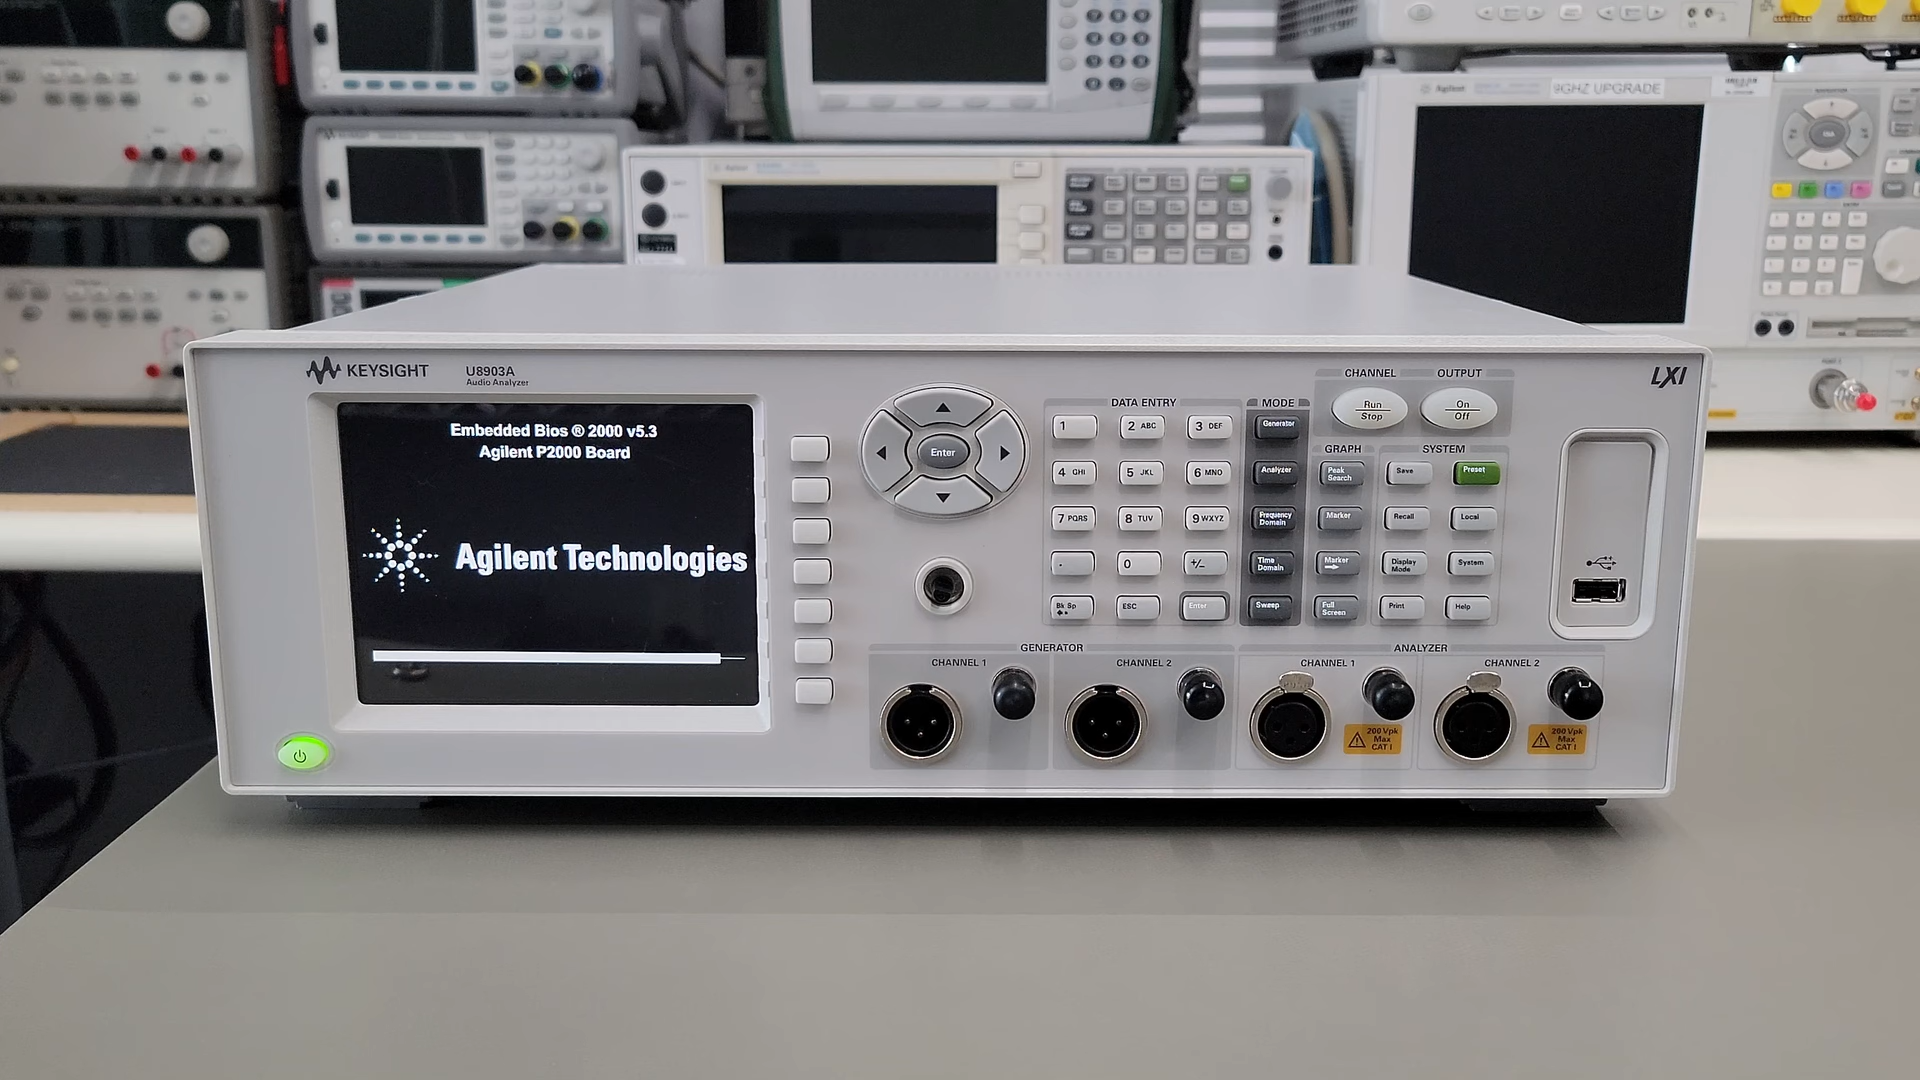 Agilent
9GHZ UPGRADE
KEYSIGHT
U8903A
Audio Analyzer
LXI
Embedded Bios ® 2000 v5.3
Agilent P2000 Board
Agilent Technologies
Enter
DATA ENTRY
1
2 ABC
3 DEF
4 GHI
5 JKL
6 MNO
7 PQRS
8 TUV
9 WXYZ
.
0
+/-
Bk Sp
ESC
Enter
MODE
Generator
Analyzer
Frequency
Domain
Time
Domain
Sweep
CHANNEL
Run
Stop
OUTPUT
On
Off
GRAPH
Peak
Search
Marker
Marker
Full
Screen
SYSTEM
Save
Preset
Recall
Local
Display
Mode
System
Print
Help
GENERATOR
CHANNEL 1
CHANNEL 2
ANALYZER
CHANNEL 1
CHANNEL 2
200 Vpk
Max
CAT I
200 Vpk
Max
CAT I